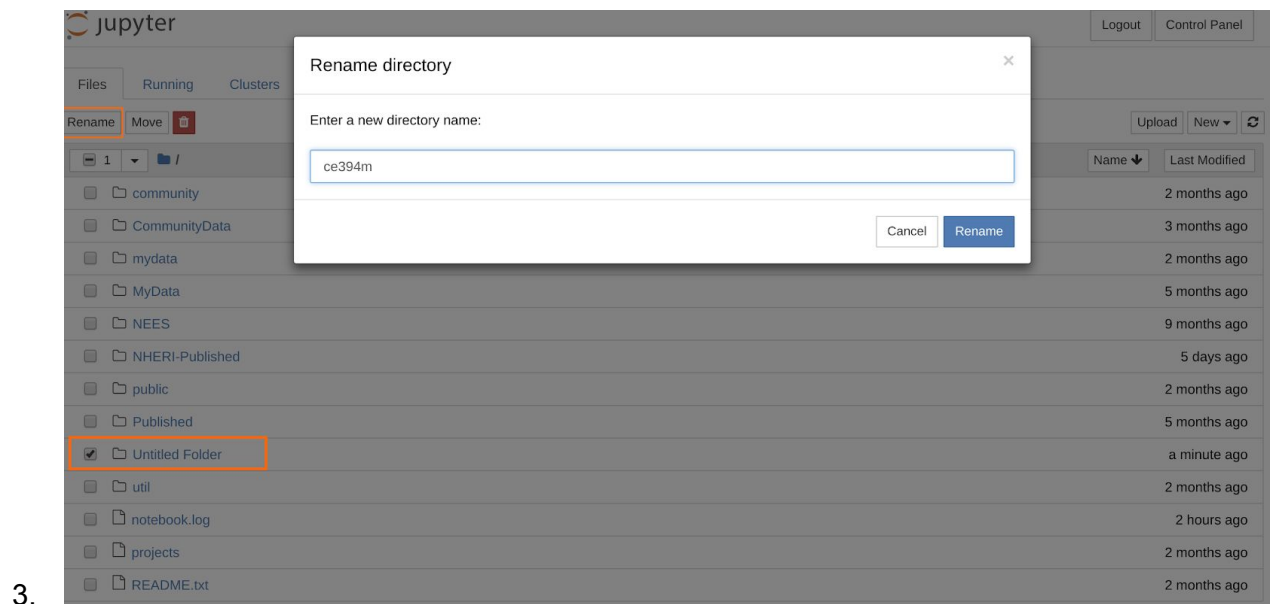 jupyter
Logout Control Panel
Rename directory ×
Files Running Clusters
Rename Move
Enter a new directory name:
Upload New
1 /
ce394m
Name Last Modified
community 2 months ago
CommunityData 3 months ago
Cancel Rename
mydata 2 months ago
MyData 5 months ago
NEES 9 months ago
NHERI-Published 5 days ago
public 2 months ago
Published 5 months ago
Untitled Folder a minute ago
util 2 months ago
notebook.log 2 hours ago
projects 2 months ago
README.txt 2 months ago
3.